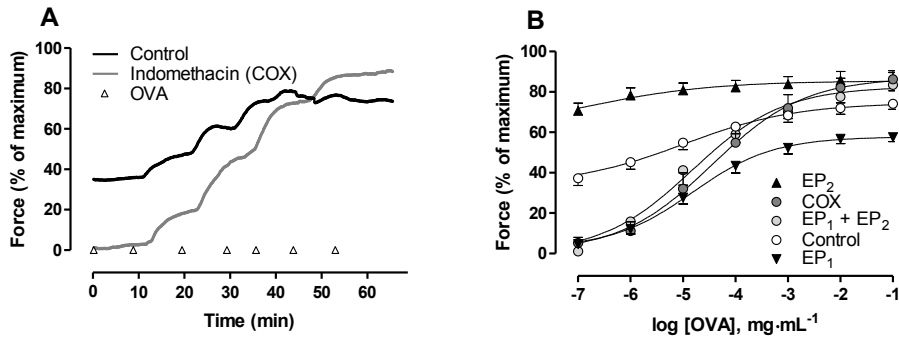 A
Force (% of maximum)
100
80
60
40
20
0
Control
Indomethacin (COX)
OVA
0 10 20 30 40 50 60
Time (min)
B
Force (% of maximum)
100
80
60
40
20
0
EP2
COX
EP1 + EP2
Control
EP1
-7 -6 -5 -4 -3 -2 -1
log [OVA], mg·mL-1